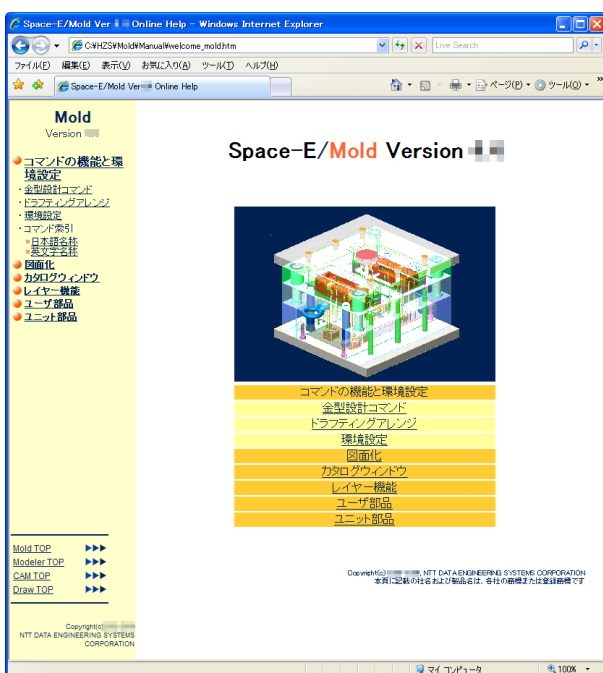 Space-E/Mold Ver Online Help - Windows Internet Explorer
C:¥HZS¥Mold¥Manual¥welcome_mold.htm
Live Search
ファイル(F) 編集(E) 表示(V) お気に入り(A) ツール(T) ヘルプ(H)
Space-E/Mold Ver Online Help
ページ(P) ツール(O)
Mold
Version
コマンドの機能と環
境設定
・金型設計コマンド
・ドラフティングアレンジ
・環境設定
・コマンド索引
日本語名称
英文字名称
図面化
カタログウィンドウ
レイヤー機能
ユーザ部品
ユニット部品
Mold TOP
Modeler TOP
CAM TOP
Draw TOP
Copyright(c)
NTT DATA ENGINEERING SYSTEMS
CORPORATION
Space-E/Mold Version
コマンドの機能と環境設定
金型設計コマンド
ドラフティングアレンジ
環境設定
図面化
カタログウィンドウ
レイヤー機能
ユーザ部品
ユニット部品
Copyright(c) , NTT DATA ENGINEERING SYSTEMS CORPORATION
本頁に記載の社名および製品名は、各社の商標または登録商標です
マイ コンピュータ
100%